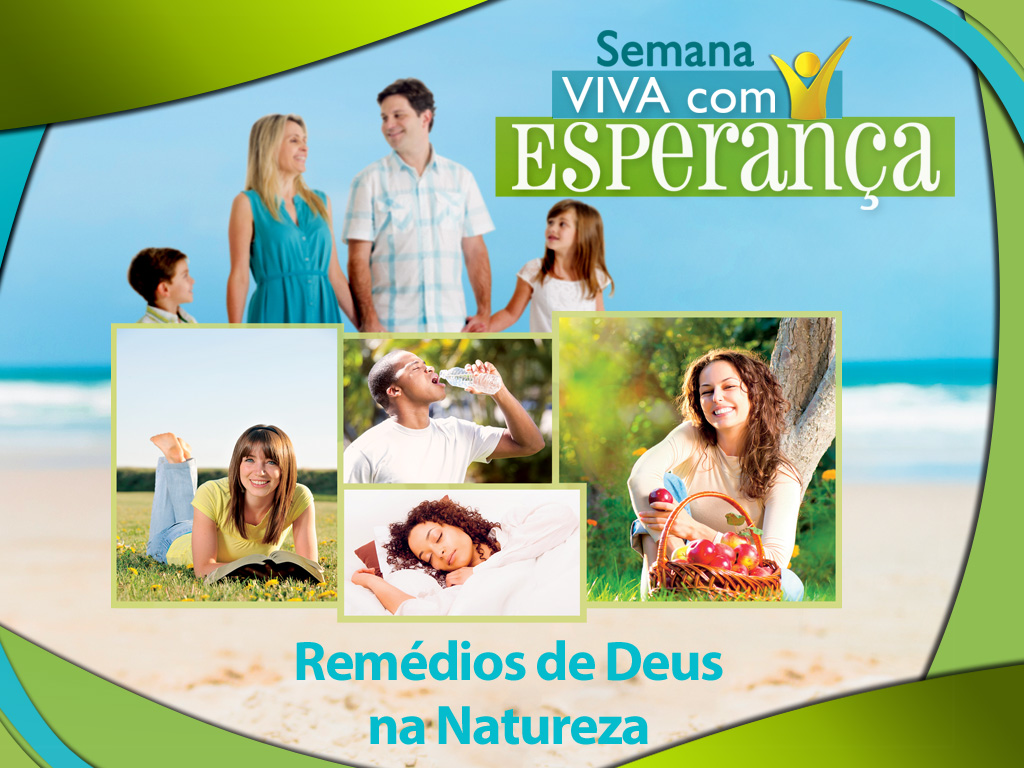 Semana
VIVA com
ESPerança
Remédios de Deus
na Natureza